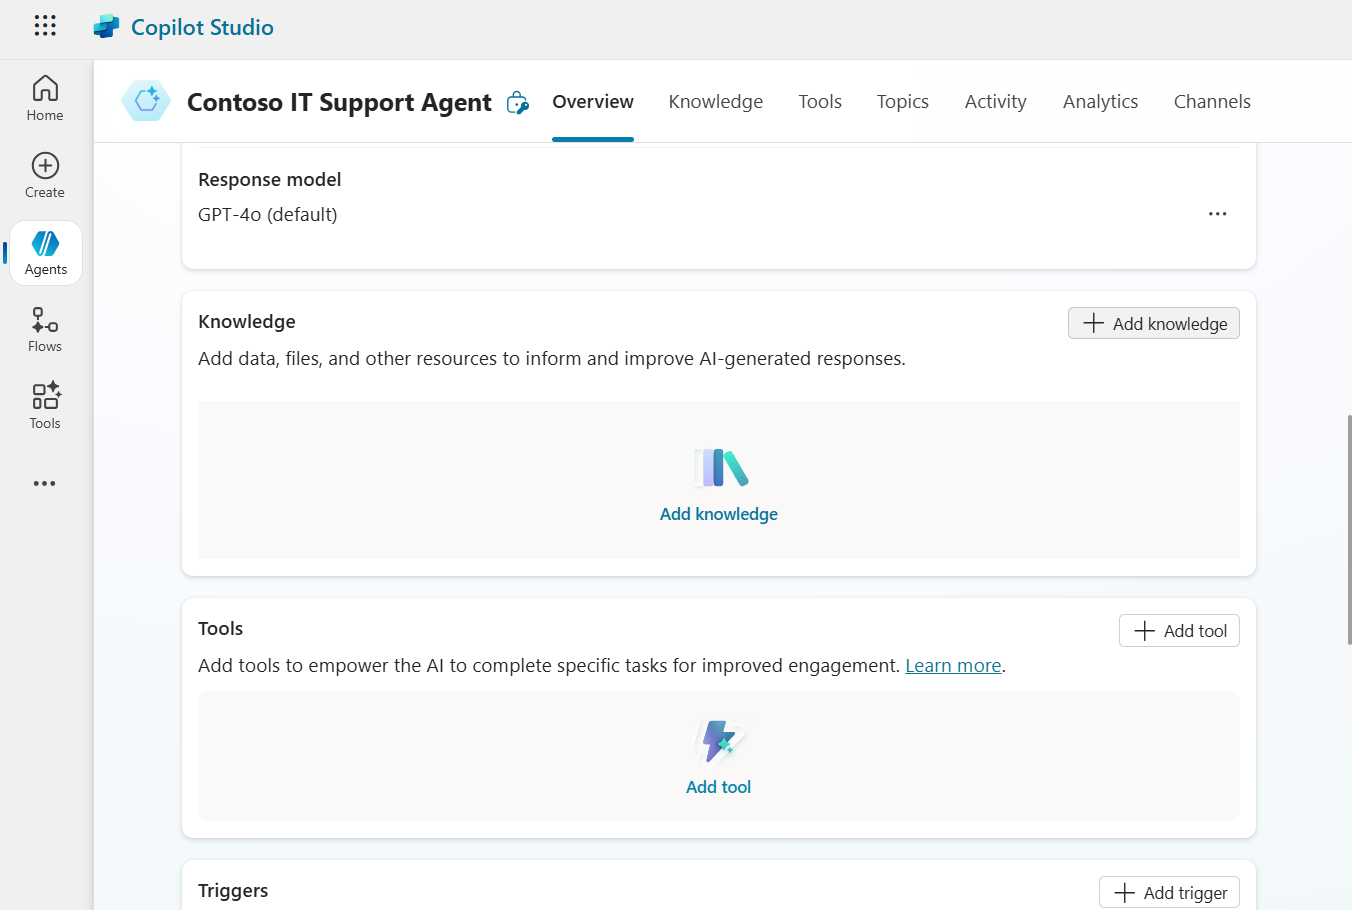 Copilot Studio
Home
Create
Agents
Flows
Tools
Contoso IT Support Agent
Overview
Knowledge
Tools
Topics
Activity
Analytics
Channels
Response model
GPT-4o (default)
Knowledge
Add knowledge
Add data, files, and other resources to inform and improve AI-generated responses.
Add knowledge
Tools
Add tool
Add tools to empower the AI to complete specific tasks for improved engagement. Learn more.
Add tool
Triggers
Add trigger